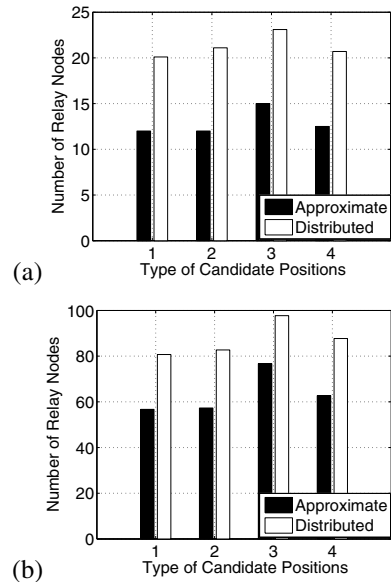 25
20
15
10
5
0
Number of Relay Nodes
Approximate
Distributed
1 2 3 4
Type of Candidate Positions
(a)
100
80
60
40
20
0
Number of Relay Nodes
Approximate
Distributed
1 2 3 4
Type of Candidate Positions
(b)